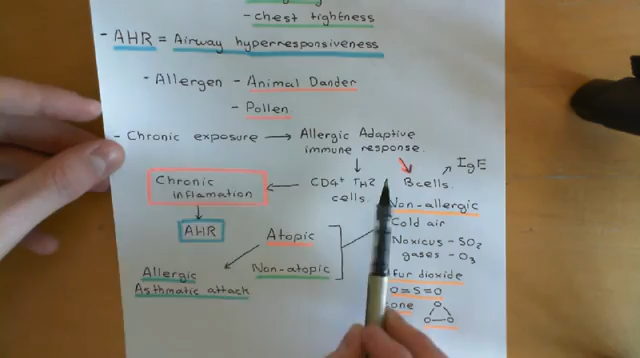 - chest tightness
- AHR = Airway hyperresponsiveness
- Allergen - Animal Dander
- Pollen
- Chronic exposure → Allergic Adaptive
immune response.
IgE
CD4+ TH2
cells.
B cells.
Chronic
inflamation
AHR
Non-allergic
Cold air
Noxicus - SO2
gases - O3
Atopic
Non-atopic
Allergic
Asthmatic attack
fur dioxide
O=S=O
one
O
O-O